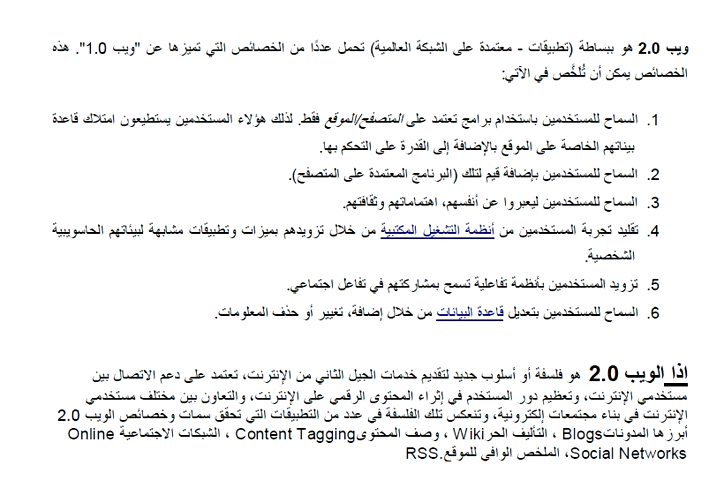 ويب 2.0 هو ببساطة (تطبيقات - معتمدة على الشبكة العالمية) تحمل عددًا من الخصائص التي تميزها عن "ويب 1.0". هذه
الخصائص يمكن أن تُلخَّص في الآتي:
1. السماح للمستخدمين باستخدام برامج تعتمد على المتصفح/الموقع فقط. لذلك هؤلاء المستخدمين يستطيعون امتلاك قاعدة
بيناتهم الخاصة على الموقع بالإضافة إلى القدرة على التحكم بها.
2. السماح للمستخدمين بإضافة قيم لتلك (البرنامج المعتمدة على المتصفح).
3. السماح للمستخدمين ليعبروا عن أنفسهم، اهتماماتهم وثقافتهم.
4. تقليد تجربة المستخدمين من أنظمة التشغيل المكتبية من خلال تزويدهم بميزات وتطبيقات مشابهة لبيئاتهم الحاسوبية
الشخصية.
5. تزويد المستخدمين بأنظمة تفاعلية تسمح بمشاركتهم في تفاعل اجتماعي.
6. السماح للمستخدمين بتعديل قاعدة البيانات من خلال إضافة، تغيير أو حذف المعلومات.
اذا الويب 2.0 هو فلسفة أو أسلوب جديد لتقديم خدمات الجيل الثاني من الإنترنت، تعتمد على دعم الاتصال بين
مستخدمي الإنترنت، وتعظيم دور المستخدم في إثراء المحتوى الرقمي على الإنترنت، والتعاون بين مختلف مستخدمي
الإنترنت في بناء مجتمعات إلكترونية، وتنعكس تلك الفلسفة في عدد من التطبيقات التي تحقق سمات وخصائص الويب 2.0
أبرزها المدونات Blogs ، التأليف الحر Wiki ، وصف المحتوى Content Tagging ، الشبكات الاجتماعية Online
Social Networks، الملخص الوافي للموقع RSS.